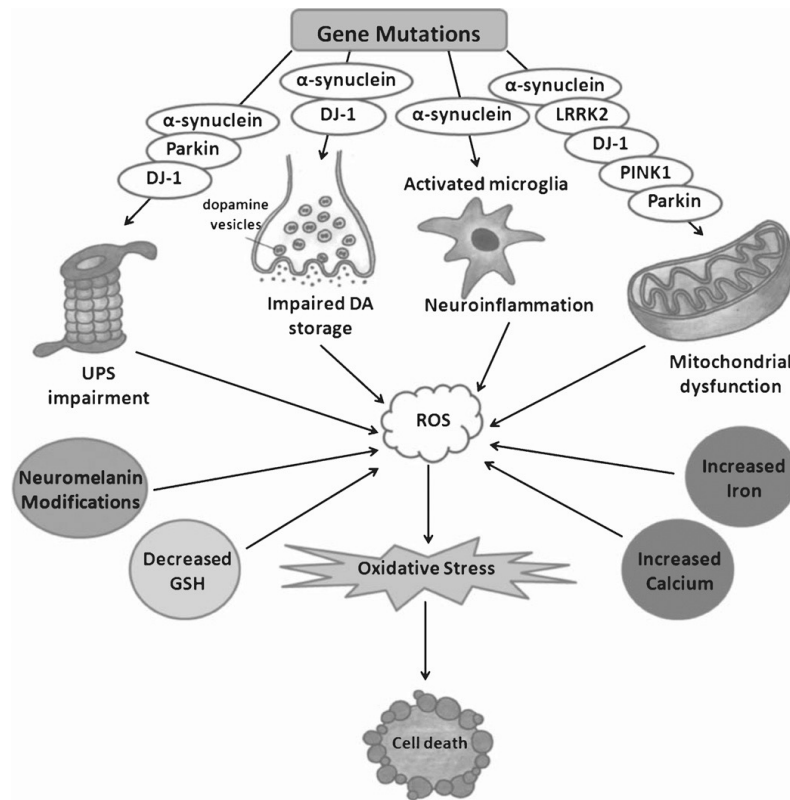 Gene Mutations
α-synuclein
Parkin
DJ-1
α-synuclein
DJ-1
α-synuclein
α-synuclein
LRRK2
DJ-1
PINK1
Parkin
dopamine
vesicles
Activated microglia
Impaired DA
storage
Neuroinflammation
UPS
impairment
Mitochondrial
dysfunction
ROS
Neuromelanin
Modifications
Increased
Iron
Decreased
GSH
Oxidative Stress
Increased
Calcium
Cell death